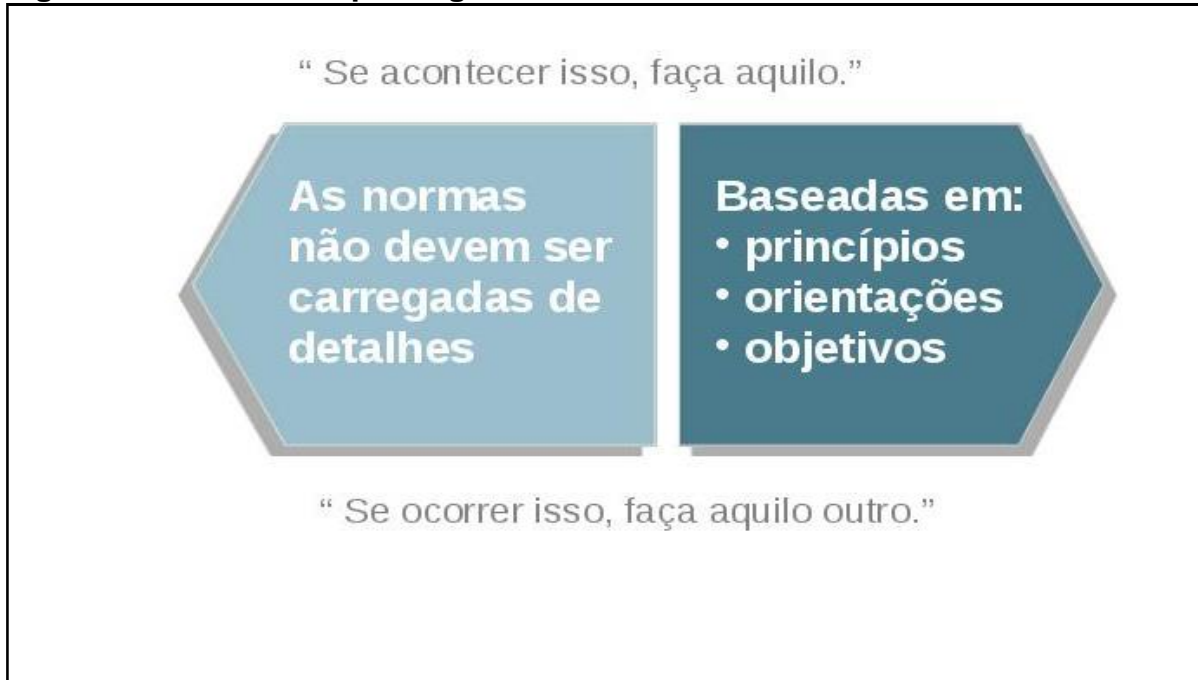 “ Se acontecer isso, faça aquilo.”
As normas
não devem ser
carregadas de
detalhes
Baseadas em:
• princípios
• orientações
• objetivos
“ Se ocorrer isso, faça aquilo outro.”